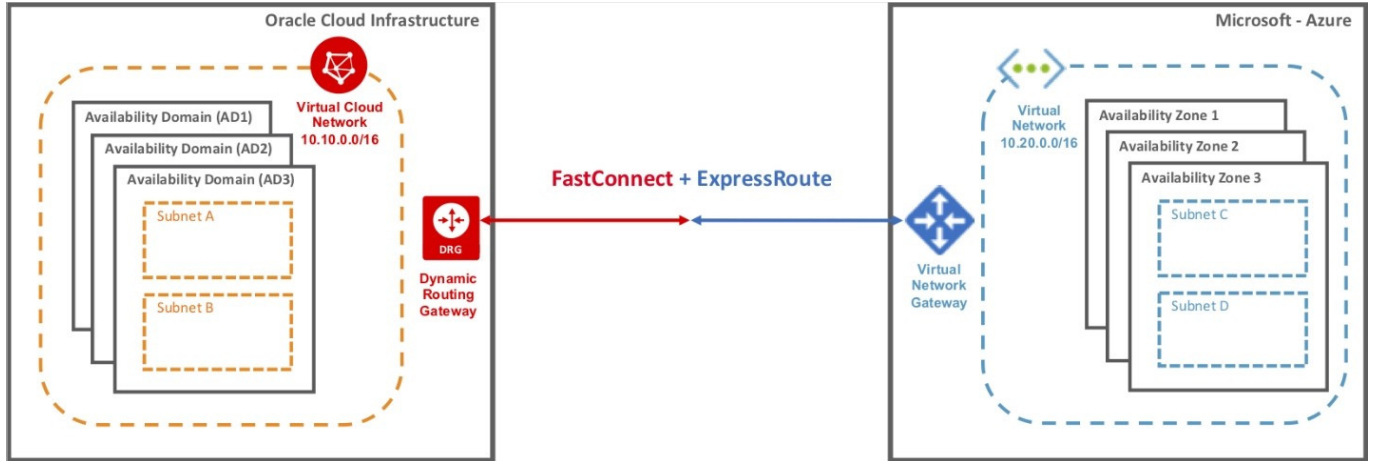 Oracle Cloud Infrastructure
Virtual Cloud
Network
10.10.0.0/16
Availability Domain (AD1)
Availability Domain (AD2)
Availability Domain (AD3)
Subnet A
Subnet B
DRG
Dynamic
Routing
Gateway
FastConnect + ExpressRoute
Microsoft - Azure
Virtual
Network
10.20.0.0/16
Availability Zone 1
Availability Zone 2
Availability Zone 3
Subnet C
Subnet D
Virtual
Network
Gateway